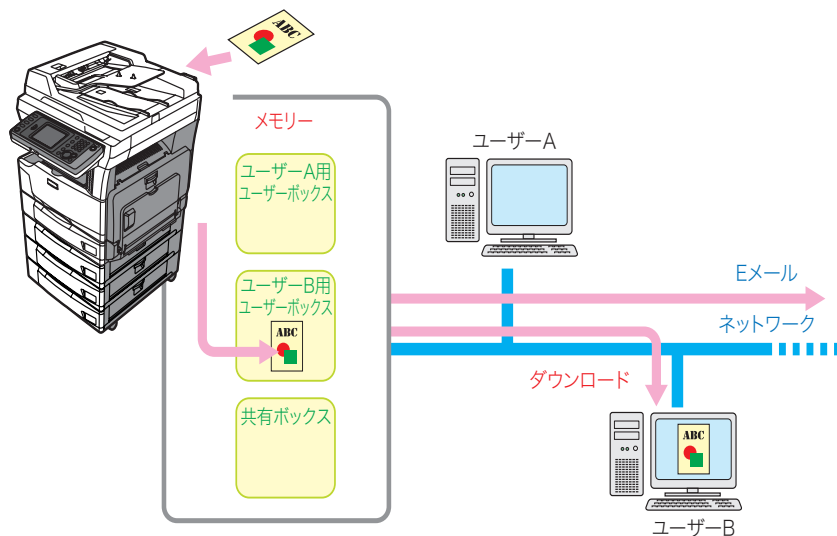 ABC
メモリー
ユーザーA用
ユーザーボックス
ユーザーB用
ユーザーボックス
ABC
共有ボックス
ユーザーA
Eメール
ネットワーク
ダウンロード
ABC
ユーザーB